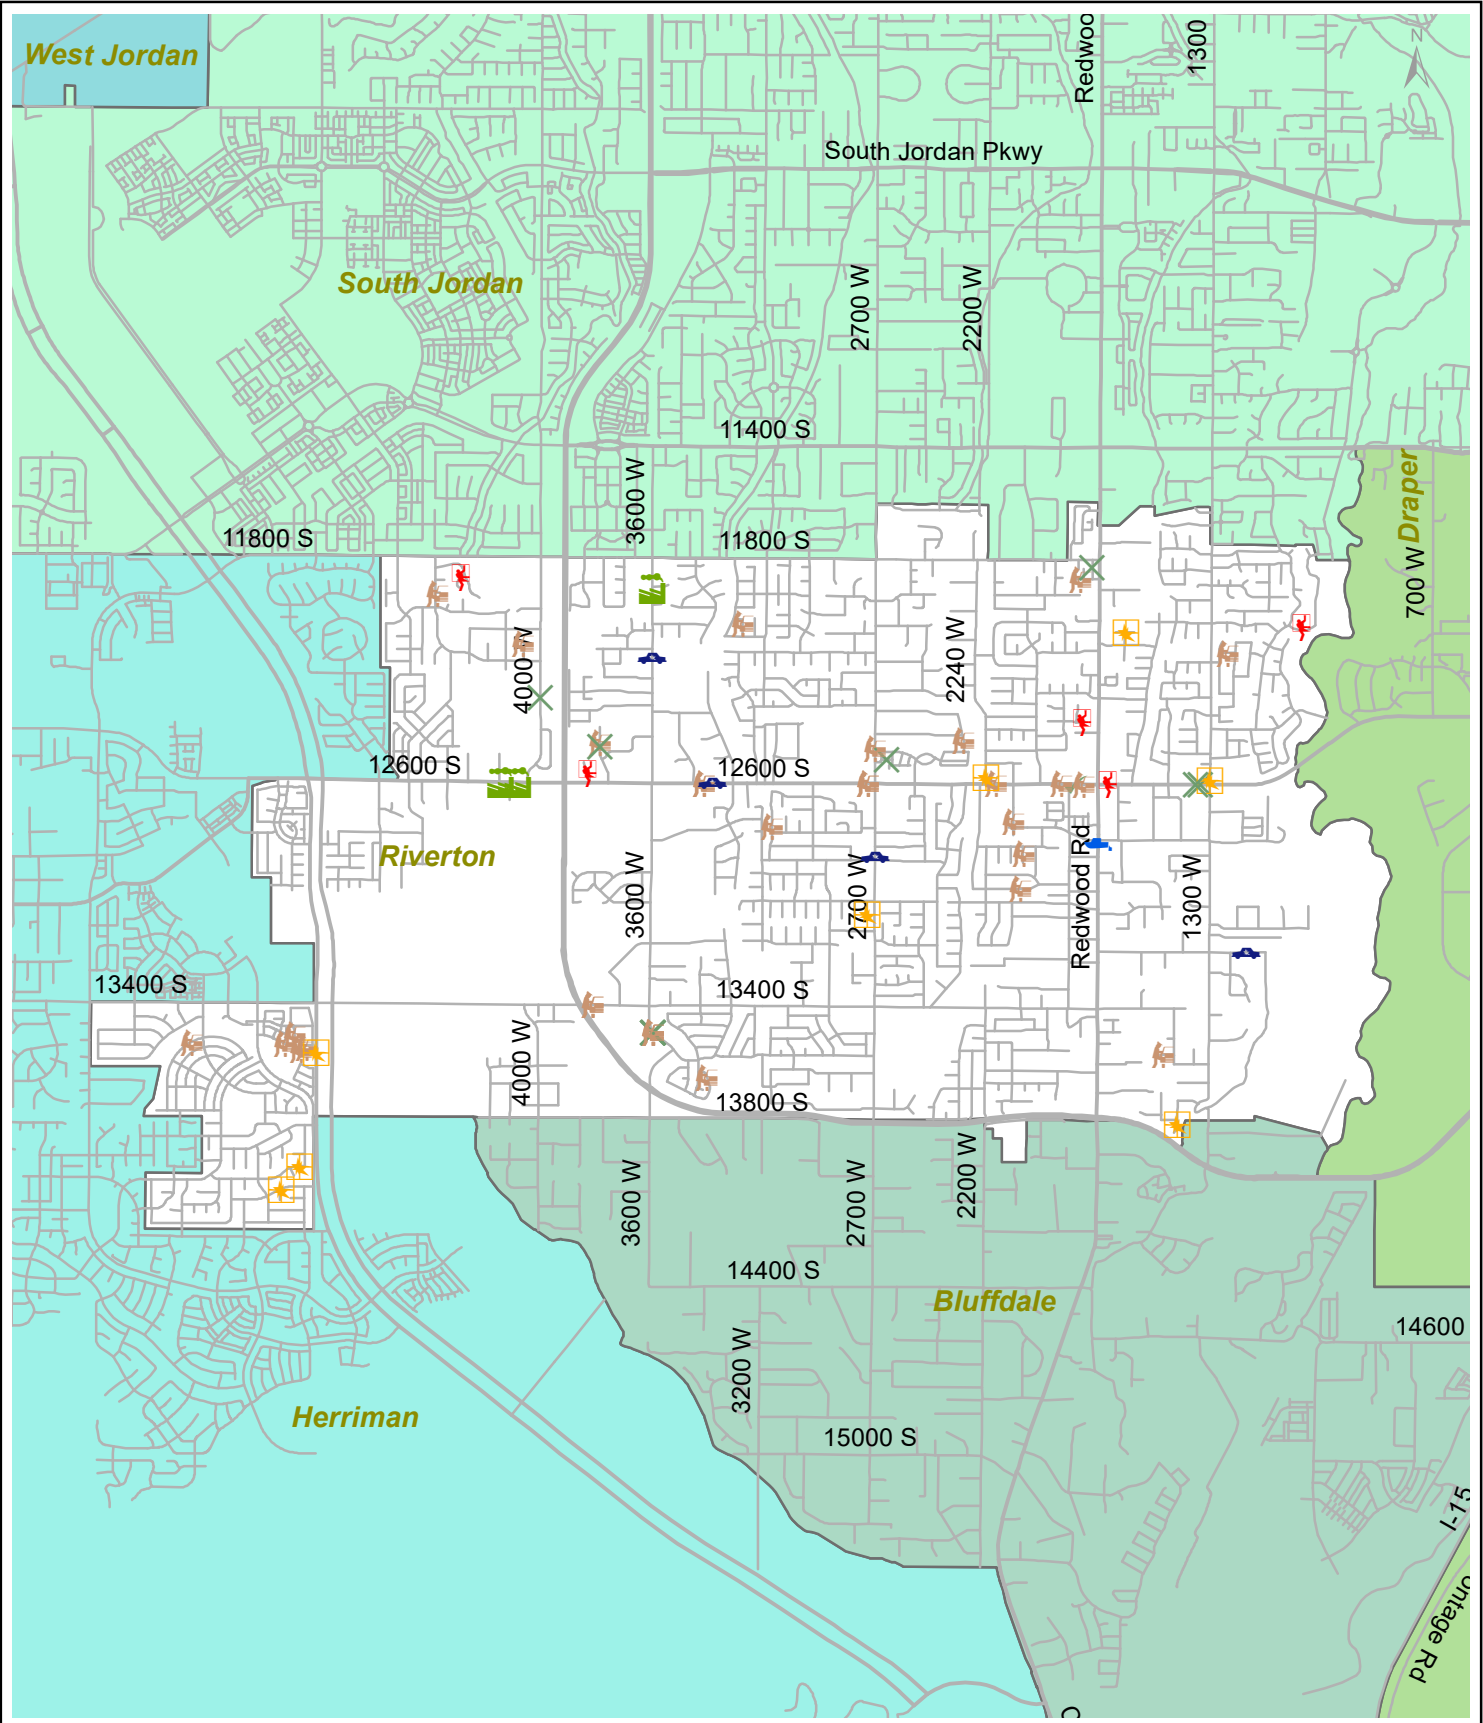 West Jordan
Redwoo
1300
N
South Jordan Pkwy
South Jordan
2700 W
2200 W
11400 S
3600 W
Draper
11800 S
11800 S
700 W
4000 W
2240 W
12600 S
12600 S
Riverton
3600 W
2700 W
Redwood Rd
1300 W
13400 S
13400 S
4000 W
13800 S
3600 W
2700 W
2200 W
14400 S
Bluffdale
14600
3200 W
Herriman
15000 S
I-15
ontage Rd